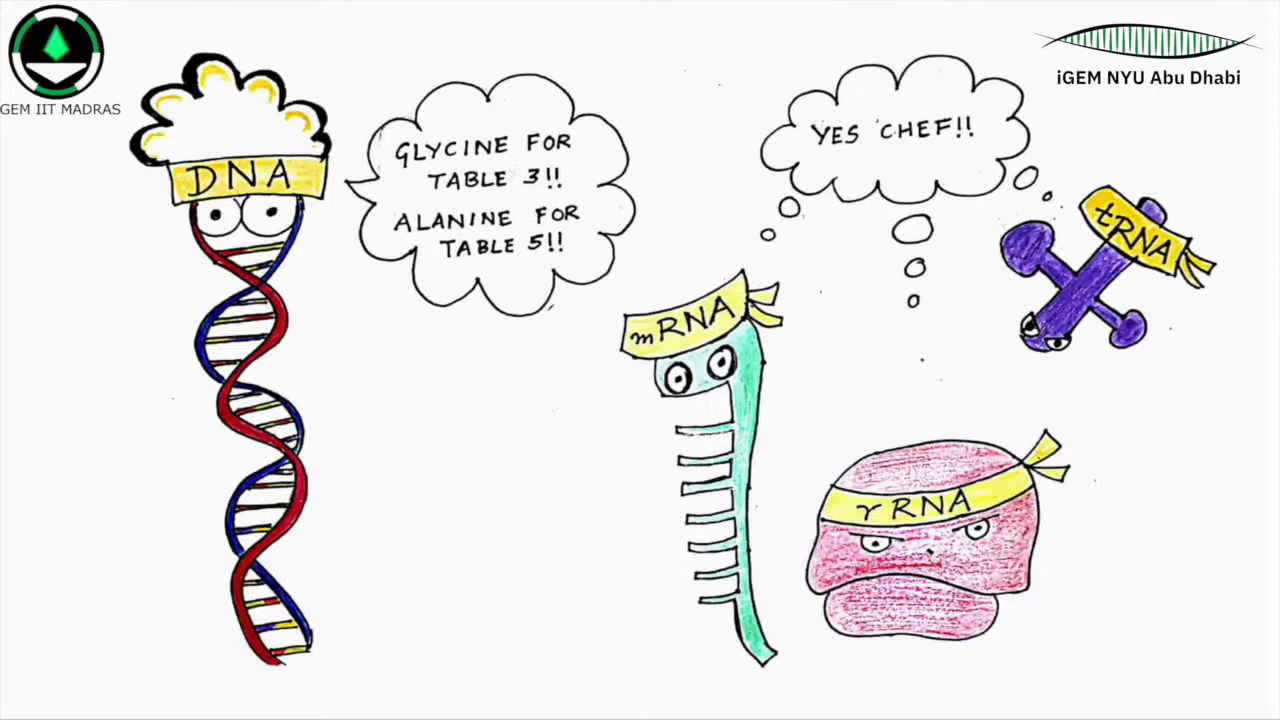 GEM IIT MADRAS
iGEM NYU Abu Dhabi
DNA
GLYCINE FOR
TABLE 3!!
ALANINE FOR
TABLE 5!!
YES CHEF!!
tRNA
mRNA
rRNA